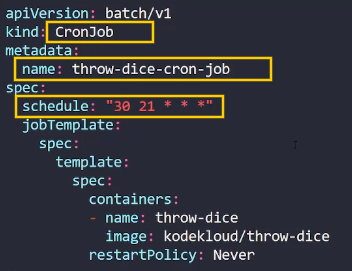 apiVersion: batch/v1
kind: CronJob
metadata:
  name: throw-dice-cron-job
spec:
  schedule: "30 21 * * *"
  jobTemplate:
    spec:
      template:
        spec:
          containers:
          - name: throw-dice
            image: kodekloud/throw-dice
          restartPolicy: Never